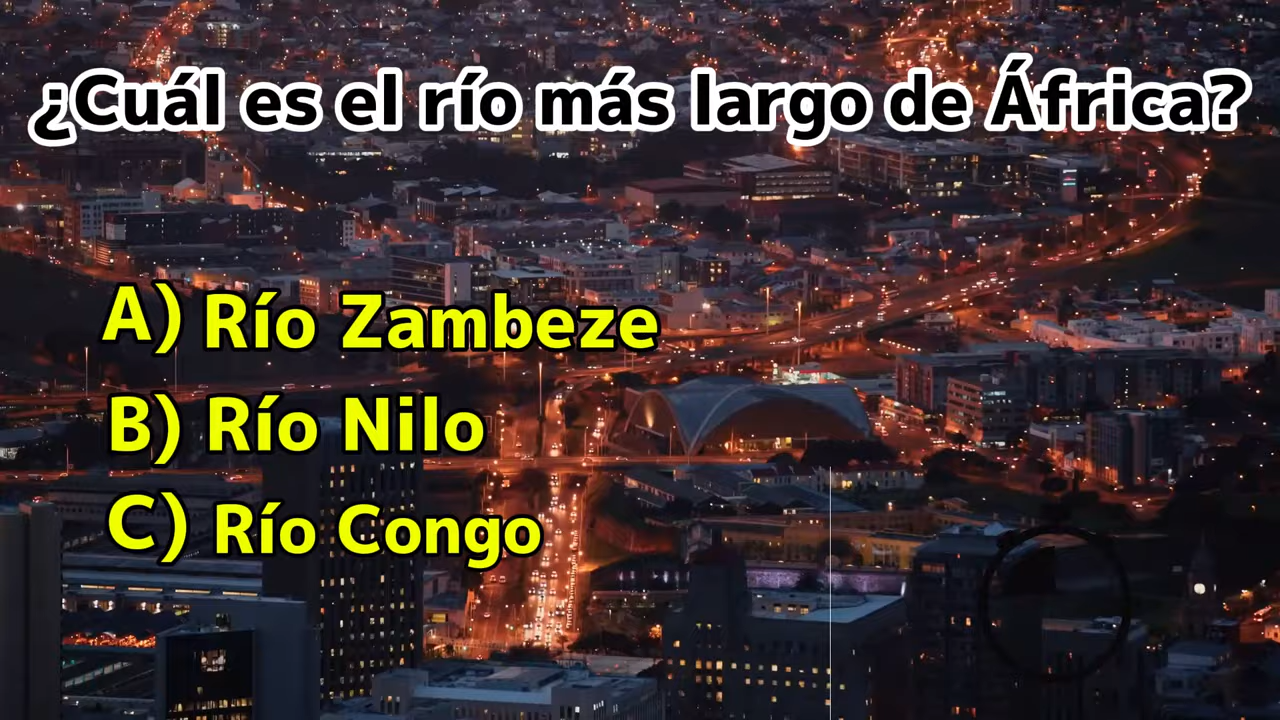 ¿Cuál es el río más largo de África?
A) Río Zambeze
B) Río Nilo
C) Río Congo